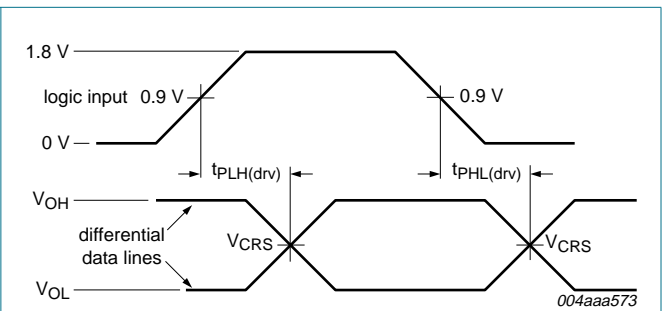 1.8 V
logic input 0.9 V
0.9 V
0 V
tPLH(drv)
tPHL(drv)
VOH
differential
data lines
VCRS
VCRS
VOL
004aaa573